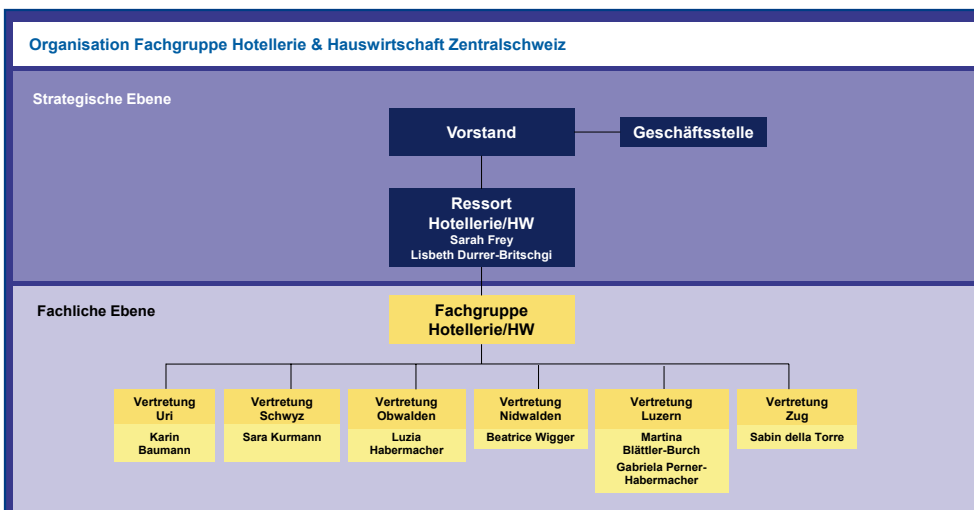 Organisation Fachgruppe Hotellerie & Hauswirtschaft Zentralschweiz
Strategische Ebene
Vorstand
Geschäftsstelle
Ressort
Hotellerie/HW
Sarah Frey
Lisbeth Durrer-Britschgi
Fachliche Ebene
Fachgruppe
Hotellerie/HW
Vertretung
Uri
Karin
Baumann
Vertretung
Schwyz
Sara Kurmann
Vertretung
Obwalden
Luzia
Habermacher
Vertretung
Nidwalden
Beatrice Wigger
Vertretung
Luzern
Martina
Blättler-Burch
Gabriela Perner-
Habermacher
Vertretung
Zug
Sabin della Torre